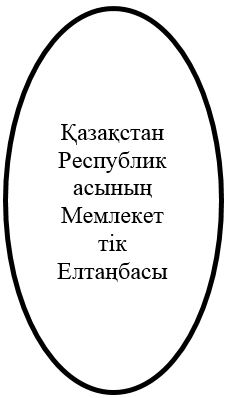 Қазақстан
Республик
асының
Мемлекет
тік
Елтаңбасы